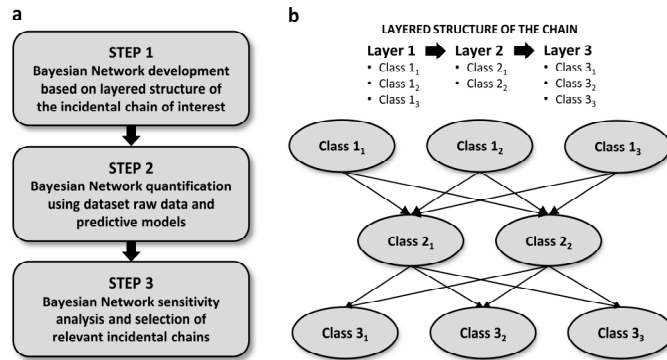 a
STEP 1
Bayesian Network development
based on layered structure of
the incidental chain of interest
STEP 2
Bayesian Network quantification
using dataset raw data and
predictive models
STEP 3
Bayesian Network sensitivity
analysis and selection of
relevant incidental chains
b
LAYERED STRUCTURE OF THE CHAIN
Layer 1 Layer 2 Layer 3
• Class 1₁ • Class 2₁ • Class 3₁
• Class 1₂ • Class 2₂ • Class 3₂
• Class 1₃ • Class 3₃
Class 1₁ Class 1₂ Class 1₃
Class 2₁ Class 2₂
Class 3₁ Class 3₂ Class 3₃